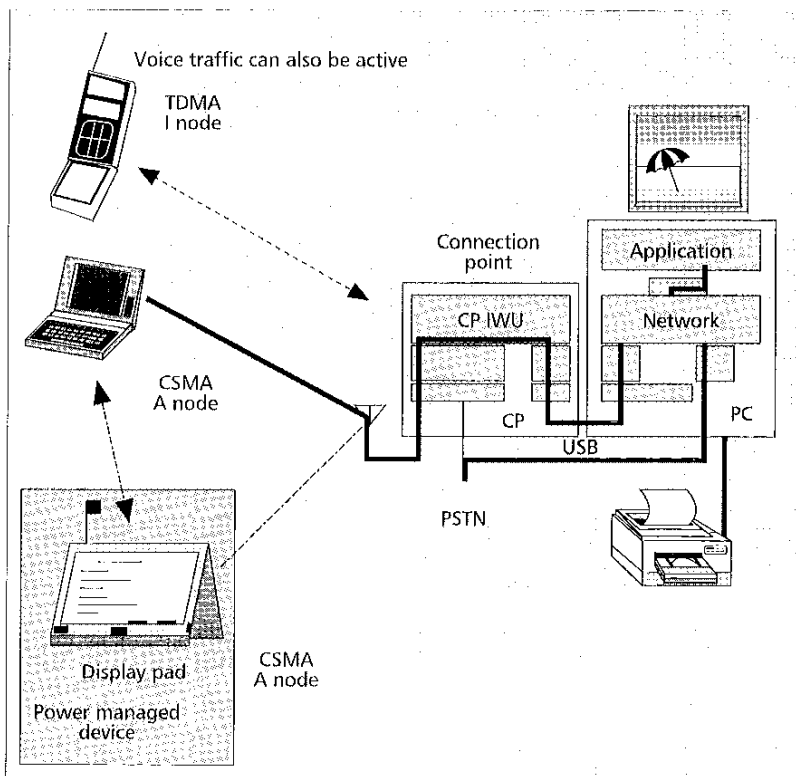 Voice traffic can also be active
TDMA
I node
Connection
point
Application
CP IWU
Network
CSMA
A node
CP
PC
USB
PSTN
CSMA
A node
Display pad
Power managed
device